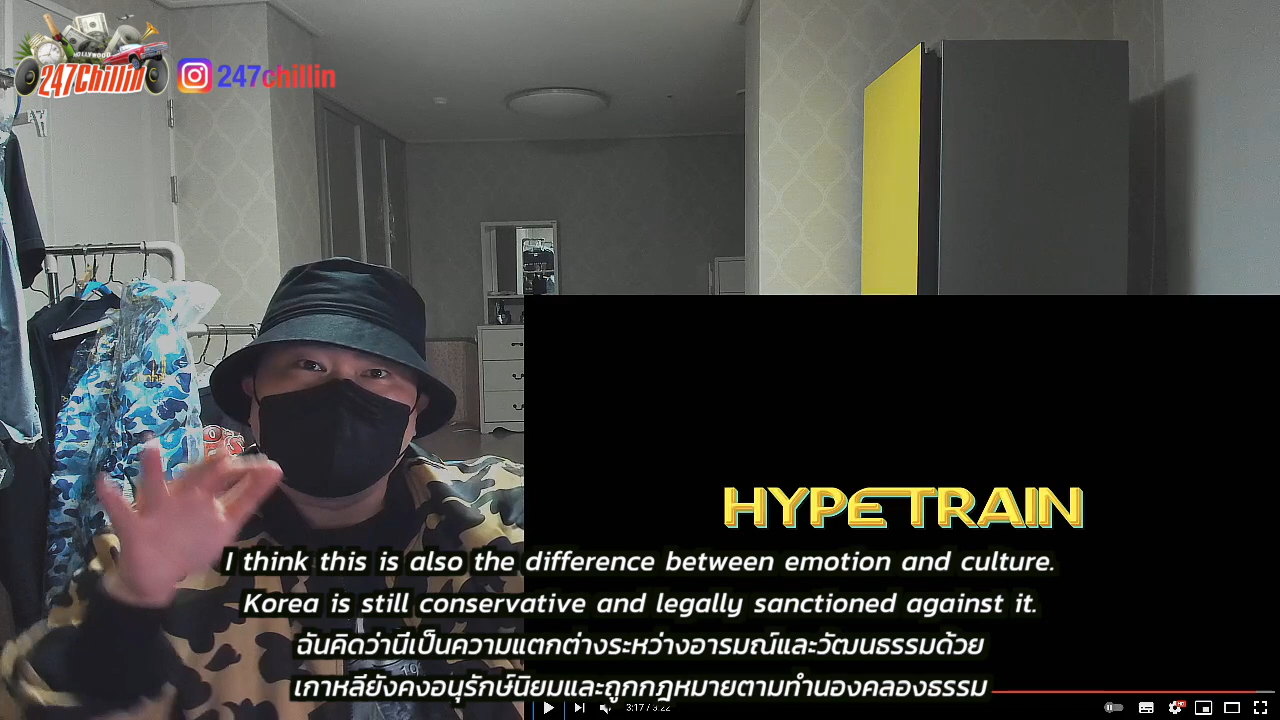 HOLLYWOOD
247Chillin
247chillin
HYPETRAIN
I think this is also the difference between emotion and culture.
Korea is still conservative and legally sanctioned against it.
ฉันคิดว่านี่เป็นความแตกต่างระหว่างอารมณ์และวัฒนธรรมด้วย
เกาหลียังคงอนุรักษ์นิยมและถูกกฎหมายตามทำนองคลองธรรม
3:17 / 3:22
HD